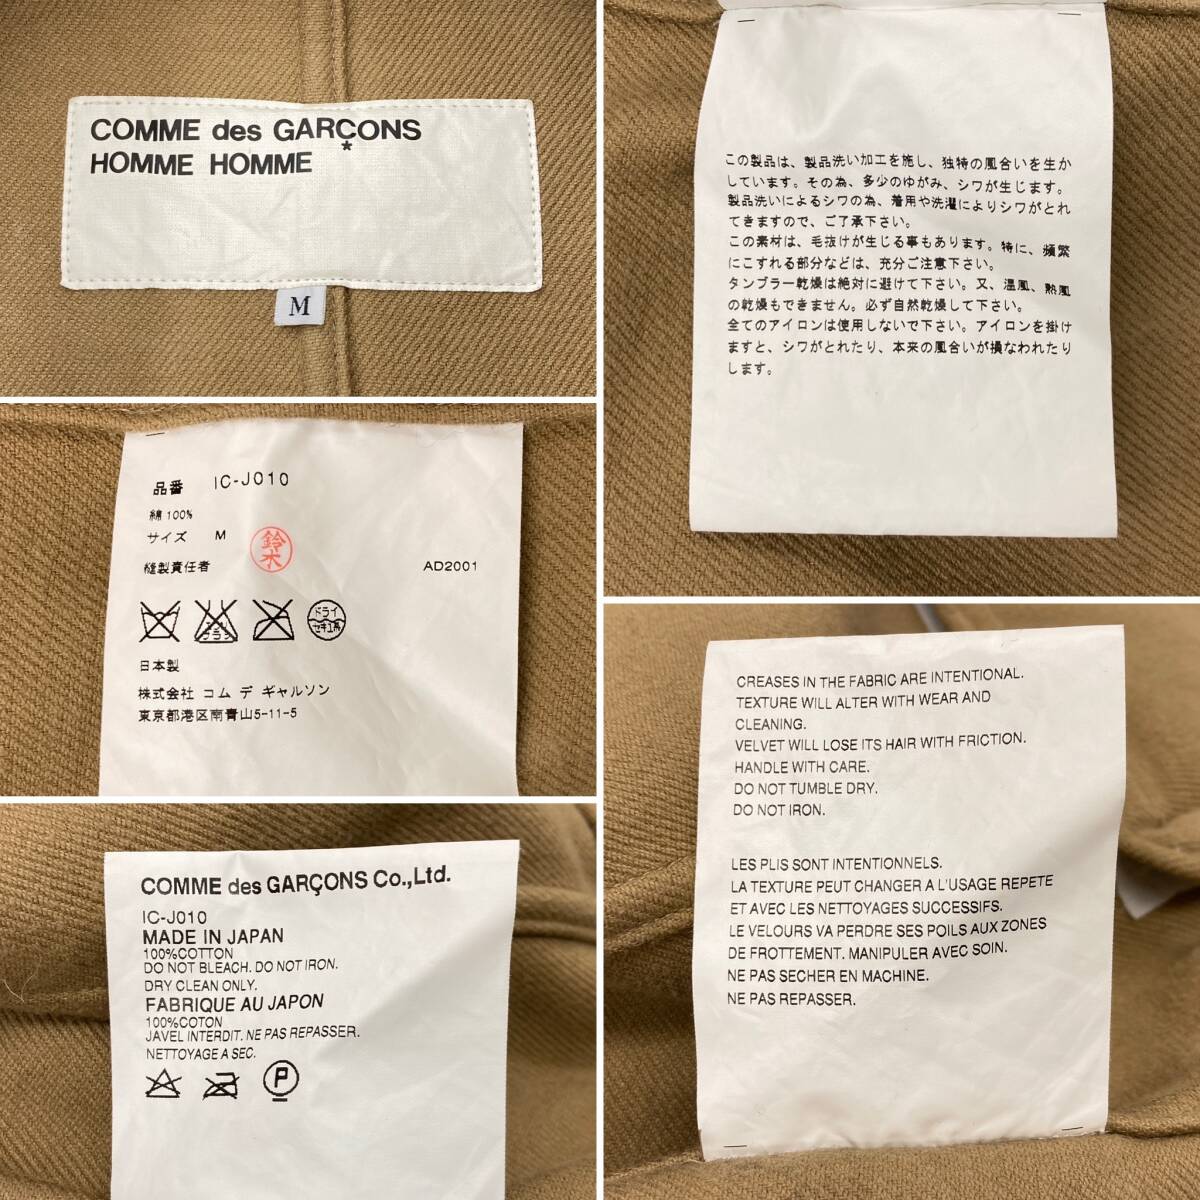 COMME des GARÇONS
HOMME HOMME *
M
この製品は、製品洗い加工を施し、独特の風合いを生か
しています。その為、多少のゆがみ、シワが生じます。
製品洗いによるシワの為、着用や洗濯によりシワがとれ
てきますので、ご了承下さい。
この素材は、毛抜けが生じる事もあります。特に、頻繁
にこすれる部分などは、充分ご注意下さい。
タンブラー乾燥は絶対に避けて下さい。又、温風、熱風
の乾燥もできません。必ず自然乾燥して下さい。
全てのアイロンは使用しないで下さい。アイロンを掛け
ますと、シワがとれたり、本来の風合いが損なわれたり
します。
品番 IC-J010
綿100%
サイズ M
鈴木
縫製責任者 AD2001
エンソ サラシ
ドライ
セキユ系
日本製
株式会社 コム デ ギャルソン
東京都港区南青山5-11-5
COMME des GARÇONS Co.,Ltd.
IC-J010
MADE IN JAPAN
100%COTTON
DO NOT BLEACH. DO NOT IRON.
DRY CLEAN ONLY.
FABRIQUE AU JAPON
100%COTON
JAVEL INTERDIT. NE PAS REPASSER.
NETTOYAGE A SEC.
P
CREASES IN THE FABRIC ARE INTENTIONAL.
TEXTURE WILL ALTER WITH WEAR AND
CLEANING.
VELVET WILL LOSE ITS HAIR WITH FRICTION.
HANDLE WITH CARE.
DO NOT TUMBLE DRY.
DO NOT IRON.
LES PLIS SONT INTENTIONNELS.
LA TEXTURE PEUT CHANGER A L'USAGE REPETE
ET AVEC LES NETTOYAGES SUCCESSIFS.
LE VELOURS VA PERDRE SES POILS AUX ZONES
DE FROTTEMENT. MANIPULER AVEC SOIN.
NE PAS SECHER EN MACHINE.
NE PAS REPASSER.